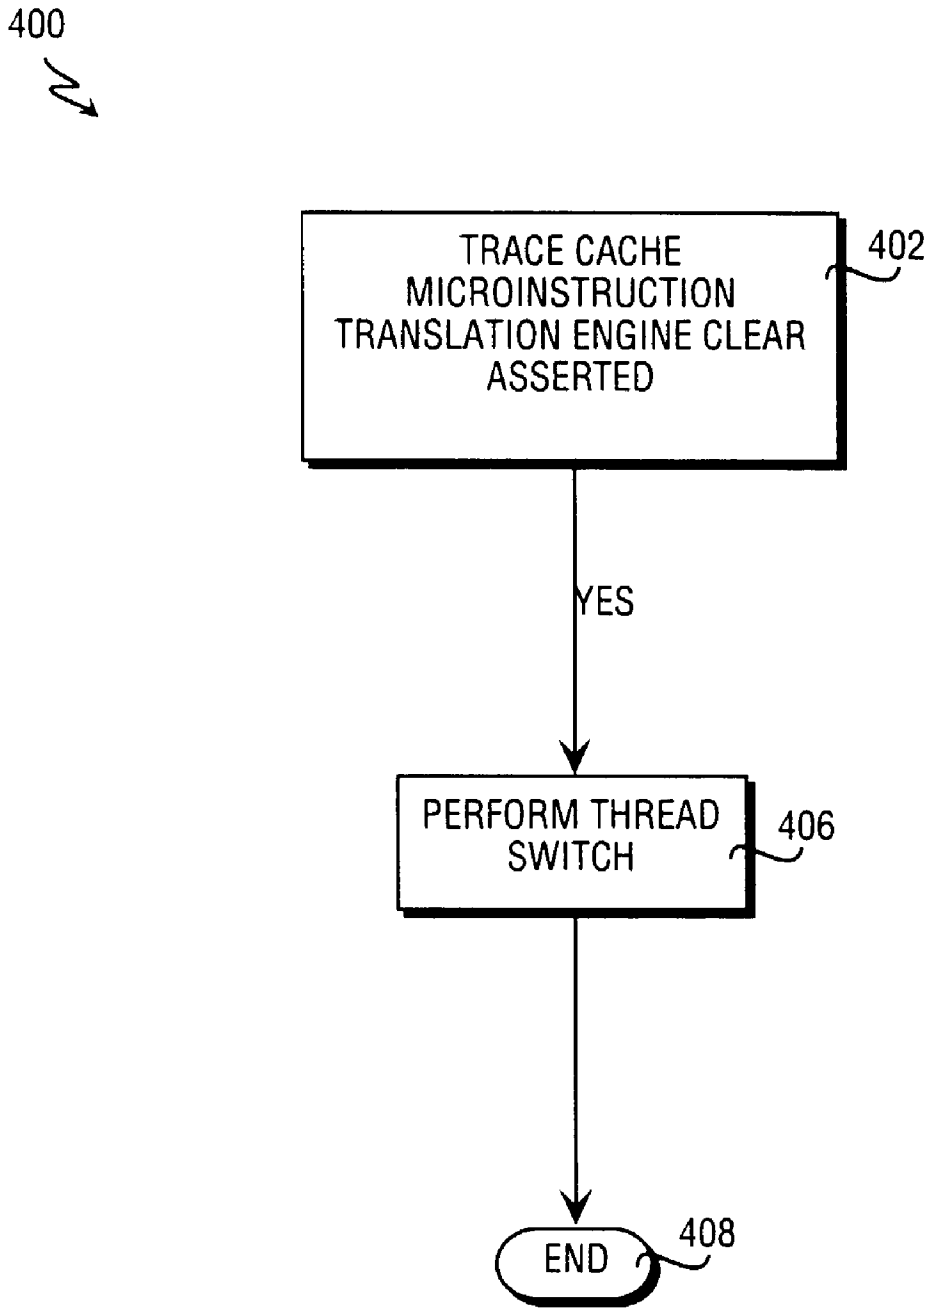 400
TRACE CACHE
MICROINSTRUCTION
TRANSLATION ENGINE CLEAR
ASSERTED
402
YES
PERFORM THREAD
SWITCH
406
END
408